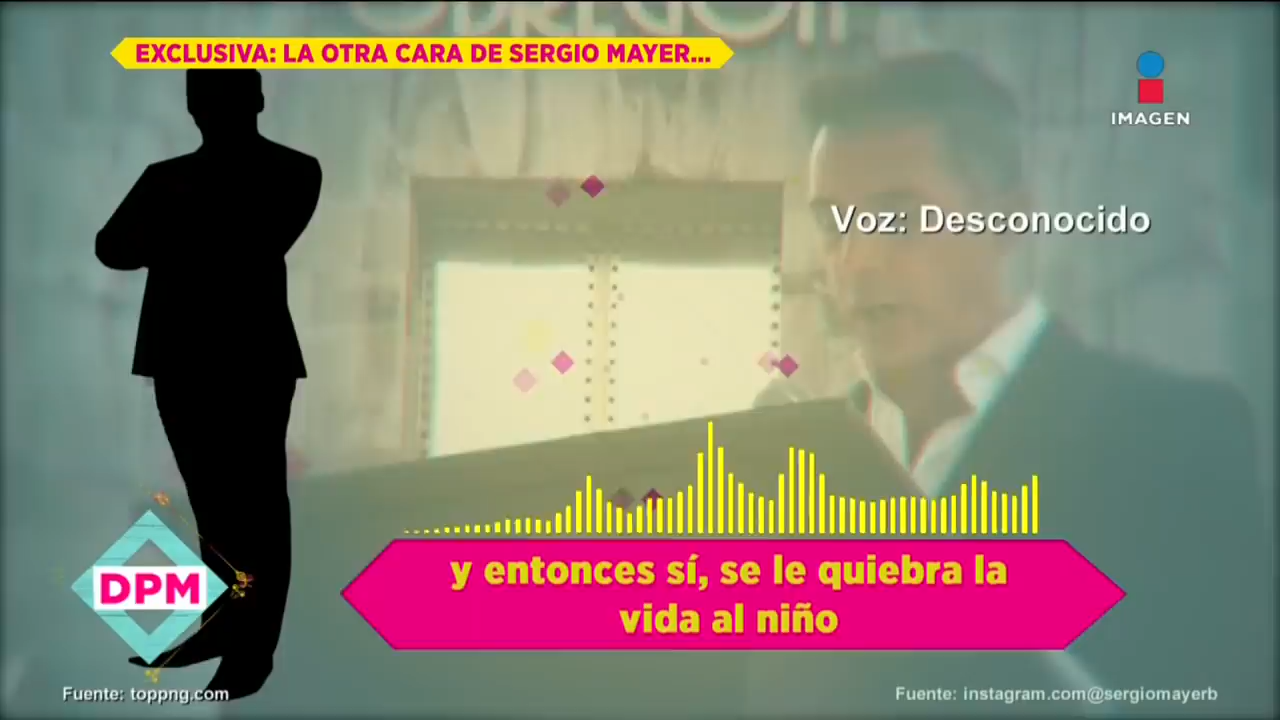 OBREGÓN
EXCLUSIVA: LA OTRA CARA DE SERGIO MAYER...
IMAGEN
Voz: Desconocido
y entonces sí, se le quiebra la
vida al niño
DPM
Fuente: toppng.com
Fuente: instagram.com@sergiomayerb